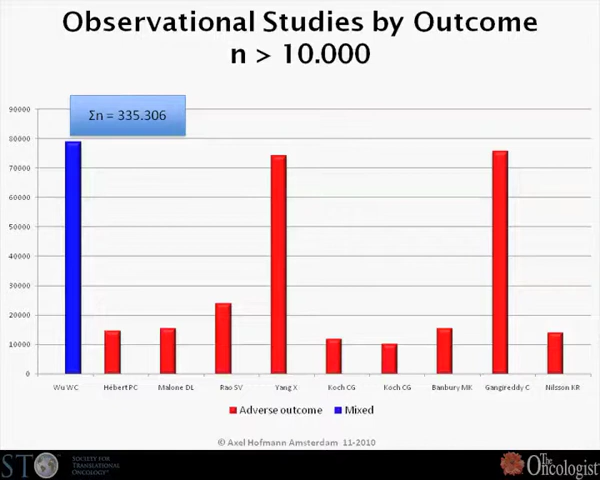 Observational Studies by Outcome
n > 10.000
Σn = 335.306
90000
80000
70000
60000
50000
40000
30000
20000
10000
0
Wu WC Hébert PC Malone DL Rao SV Yang X Koch CG Koch CG Banbury MK Gangireddy C Nilsson KR
Adverse outcome Mixed
© Axel Hofmann Amsterdam 11-2010
STO
SOCIETY FOR
TRANSLATIONAL
ONCOLOGY
The
Oncologist